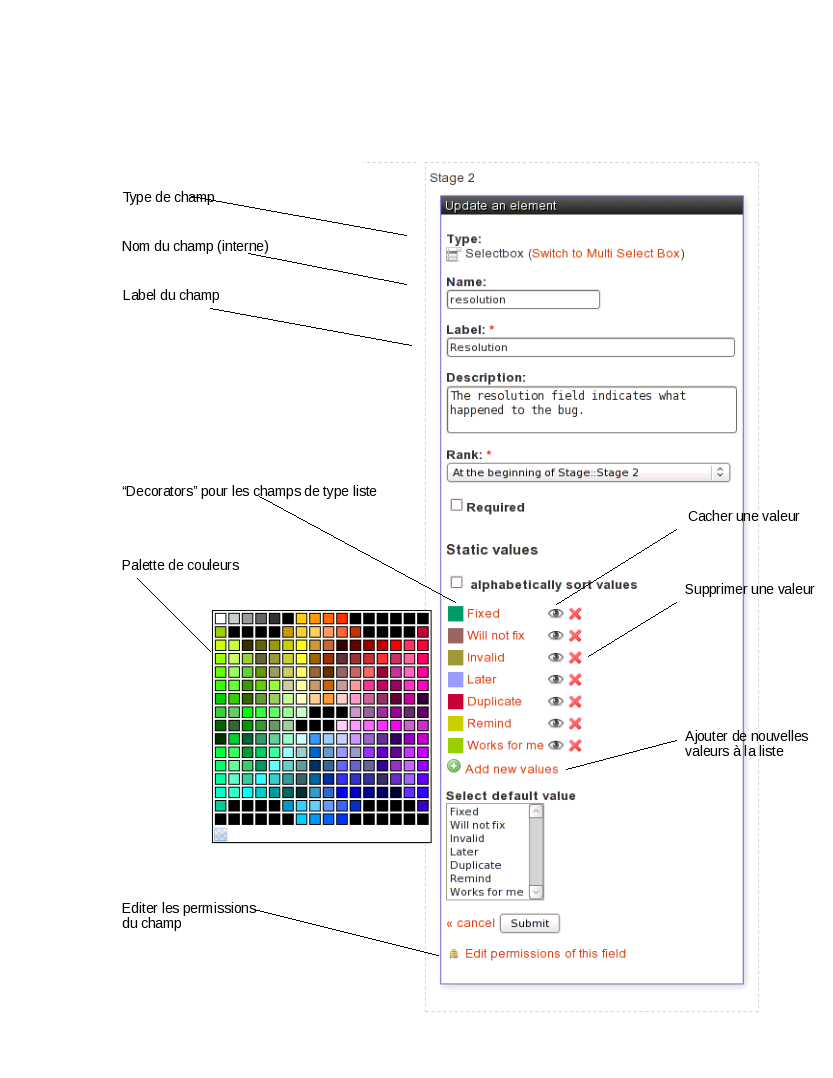 Stage 2
Type de champ
Update an element
Type:
Nom du champ (interne)
Selectbox (Switch to Multi Select Box)
Name:
Label du champ
resolution
Label: *
Resolution
Description:
The resolution field indicates what
happened to the bug.
Rank: *
At the beginning of Stage::Stage 2
“Decorators” pour les champs de type liste
Required
Cacher une valeur
Static values
Palette de couleurs
alphabetically sort values
Supprimer une valeur
Fixed
Will not fix
Invalid
Later
Duplicate
Remind
Works for me
Ajouter de nouvelles
valeurs à la liste
Add new values
Select default value
Fixed
Will not fix
Invalid
Later
Duplicate
Remind
Works for me
Editer les permissions
du champ
« cancel Submit
Edit permissions of this field